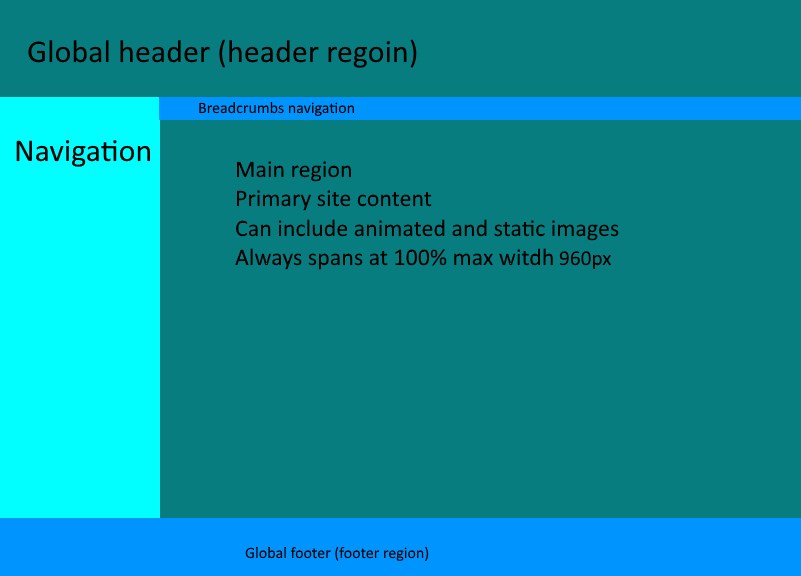 Global header (header regoin)
Breadcrumbs navigation
Navigation
Main region
Primary site content
Can include animated and static images
Always spans at 100% max witdh 960px
Global footer (footer region)